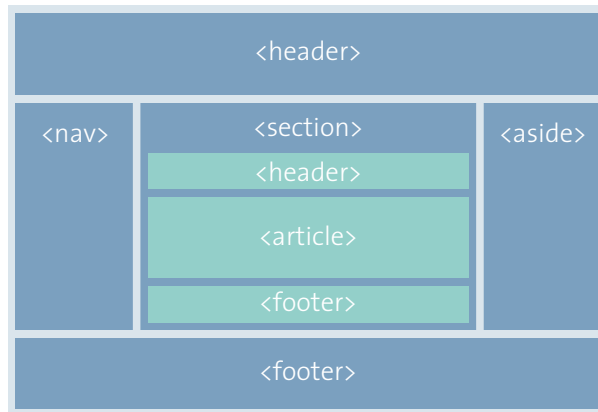 <header>
<nav>
<section>
<header>
<article>
<footer>
<aside>
<footer>